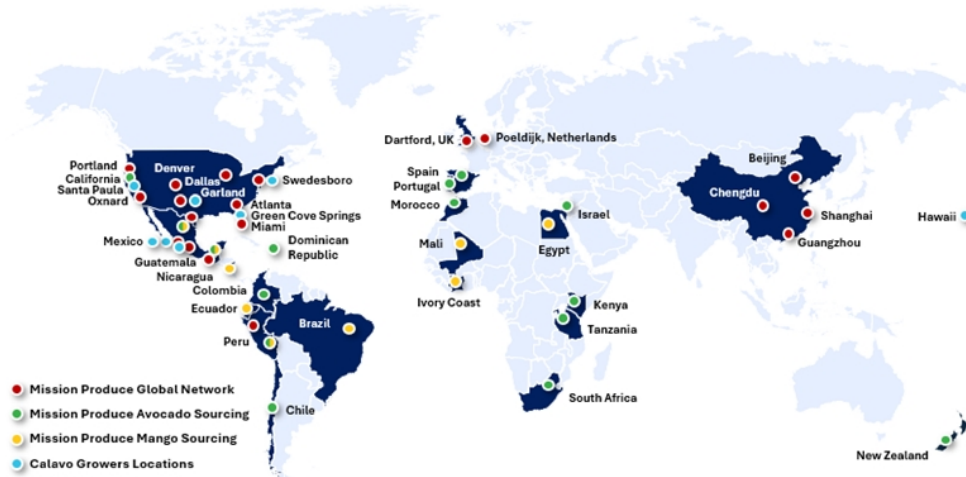 Portland
California
Santa Paula
Oxnard
Denver
Dallas
Garland
Swedesboro
Atlanta
Green Cove Springs
Miami
Mexico
Guatemala
Nicaragua
Dominican
Republic
Colombia
Ecuador
Brazil
Peru
Chile
Dartford, UK
Poeldijk, Netherlands
Spain
Portugal
Morocco
Israel
Mali
Egypt
Ivory Coast
Kenya
Tanzania
South Africa
Beijing
Chengdu
Shanghai
Guangzhou
Hawaii
New Zealand
Mission Produce Global Network
Mission Produce Avocado Sourcing
Mission Produce Mango Sourcing
Calavo Growers Locations